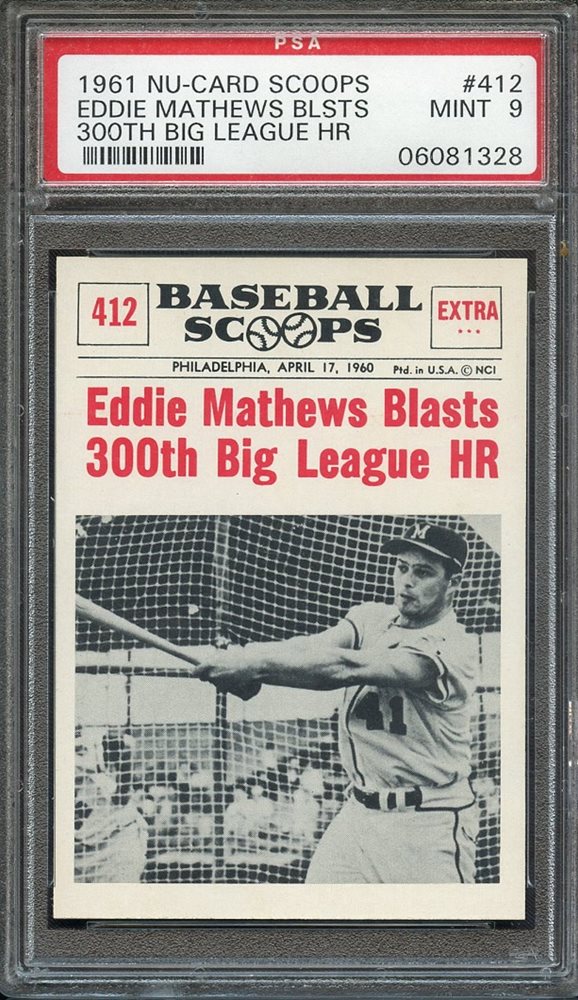 PSA
1961 NU-CARD SCOOPS #412
EDDIE MATHEWS BLSTS MINT 9
300TH BIG LEAGUE HR
06081328
412 BASEBALL EXTRA
SCOOPS
PHILADELPHIA, APRIL 17, 1960 Ptd. in U.S.A. © NCI
Eddie Mathews Blasts
300th Big League HR
M
41